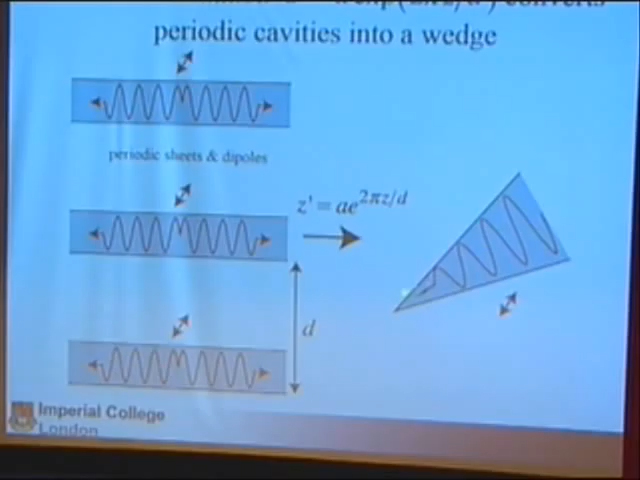 periodic cavities into a wedge
periodic sheets & dipoles
z' = ae^{2πz/d}
d
Imperial College
London